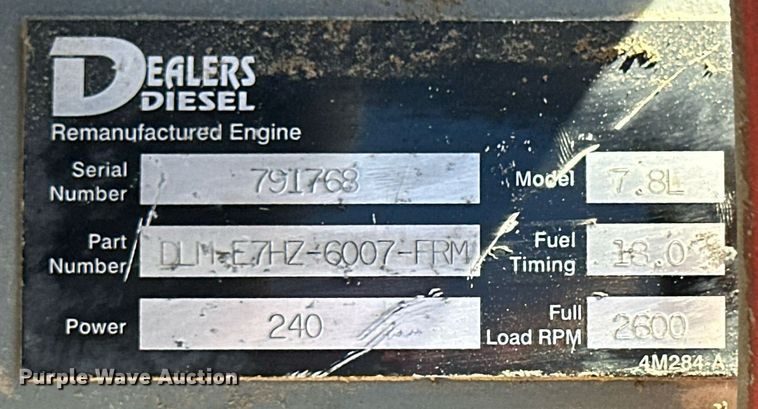 DEALERS
DIESEL
Remanufactured Engine
Serial Number 791768 Model 7.8L
Part Number DLM-E7HZ-6007-FRM Fuel Timing 18.0
Power 240 Full Load RPM 2600
4M284-A
Purple Wave Auction